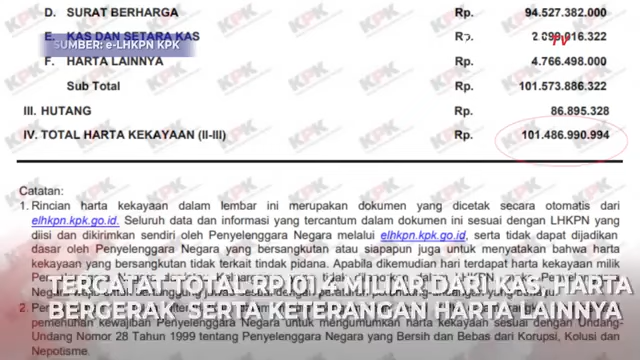 D. SURAT BERHARGA Rp. 94.527.382.000
E. KAS DAN SETARA KAS Rp. 2.090.016.322
SUMBER: e-LHKPN KPK
TV
F. HARTA LAINNYA Rp. 4.766.498.000
Sub Total Rp. 101.573.886.322
III. HUTANG Rp. 86.895.328
IV. TOTAL HARTA KEKAYAAN (II-III) Rp. 101.486.990.994
Catatan:
1. Rincian harta kekayaan dalam lembar ini merupakan dokumen yang dicetak secara otomatis dari
elhkpn.kpk.go.id. Seluruh data dan informasi yang tercantum dalam dokumen ini sesuai dengan LHKPN yang
diisi dan dikirimkan sendiri oleh Penyelenggara Negara melalui elhkpn.kpk.go.id, serta tidak dapat dijadikan
dasar oleh Penyelenggara Negara yang bersangkutan atau siapapun juga untuk menyatakan bahwa harta
kekayaan yang bersangkutan tidak terkait tindak pidana. Apabila dikemudian hari terdapat harta kekayaan milik
TERCATAT TOTAL RP101,4 MILIAR DARI KAS, HARTA
BERGERAK SERTA KETERANGAN HARTA LAINNYA
2.
pemenuhan kewajiban Penyelenggara Negara untuk mengumumkan harta kekayaan sesuai dengan Undang-
Undang Nomor 28 Tahun 1999 tentang Penyelenggara Negara yang Bersih dan Bebas dari Korupsi, Kolusi dan
Nepotisme.